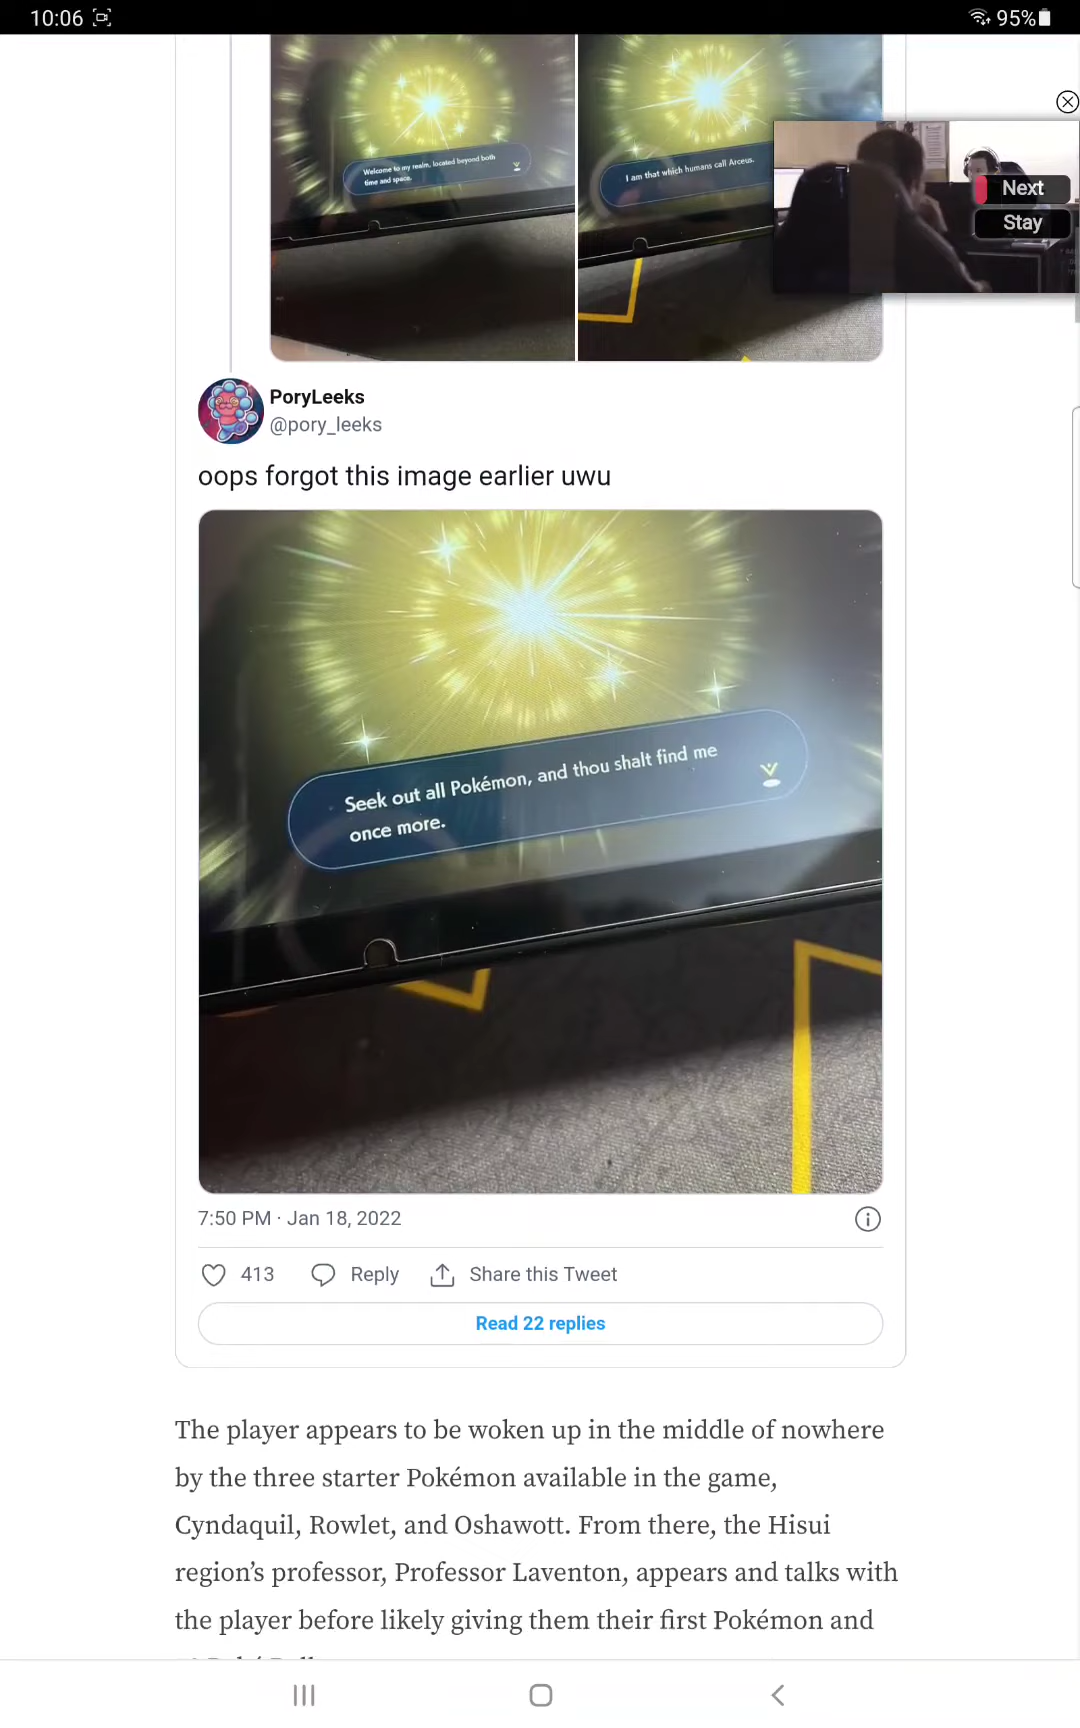 10:06
95%
Welcome to my realm, located beyond both
time and space.
I am that which humans call Arceus.
Next
Stay
PoryLeeks
@pory_leeks
oops forgot this image earlier uwu
Seek out all Pokémon, and thou shalt find me
once more.
7:50 PM · Jan 18, 2022
413
Reply
Share this Tweet
Read 22 replies
The player appears to be woken up in the middle of nowhere
by the three starter Pokémon available in the game,
Cyndaquil, Rowlet, and Oshawott. From there, the Hisui
region’s professor, Professor Laventon, appears and talks with
the player before likely giving them their first Pokémon and